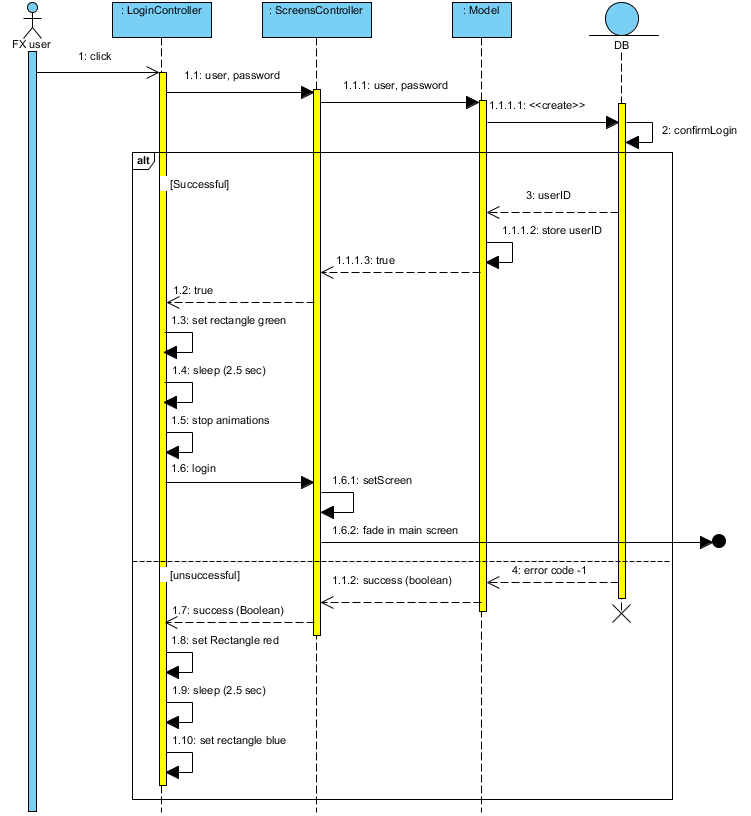 : LoginController
: ScreensController
: Model
FX user
DB
1: click
1.1: user, password
1.1.1: user, password
1.1.1.1: <<create>>
2: confirmLogin
alt
[Successful]
3: userID
1.1.1.2: store userID
1.1.1.3: true
1.2: true
1.3: set rectangle green
1.4: sleep (2.5 sec)
1.5: stop animations
1.6: login
1.6.1: setScreen
1.6.2: fade in main screen
[unsuccessful]
4: error code -1
1.1.2: success (boolean)
1.7: success (Boolean)
1.8: set Rectangle red
1.9: sleep (2.5 sec)
1.10: set rectangle blue